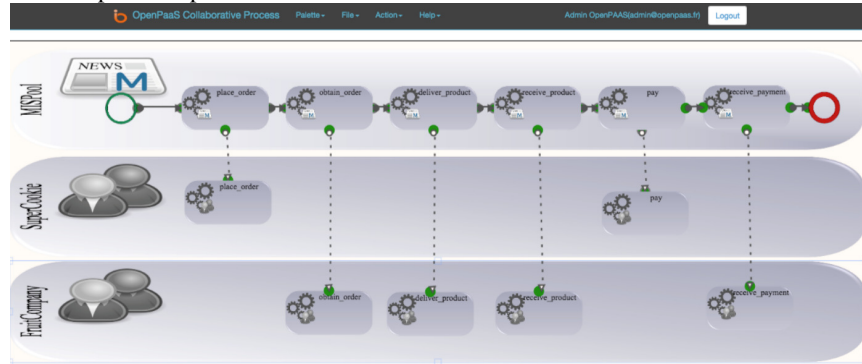 OpenPaaS Collaborative Process Palette File Action Help Admin OpenPAAS(admin@openpaas.fr) Logout
NEWS
M
MISPool
place_order obtain_order deliver_product receive_product pay receive_payment
SuperCookie
place_order pay
FruitCompany
obtain_order deliver_product receive_product receive_payment